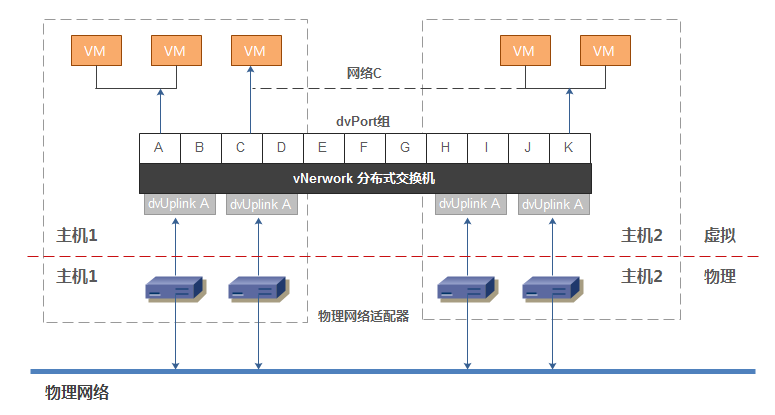 VM VM VM VM VM
网络C
dvPort组
A B C D E F G H I J K
vNerwork 分布式交换机
dvUplink A dvUplink A dvUplink A dvUplink A
主机1 主机2 虚拟
主机1 主机2 物理
物理网络适配器
物理网络